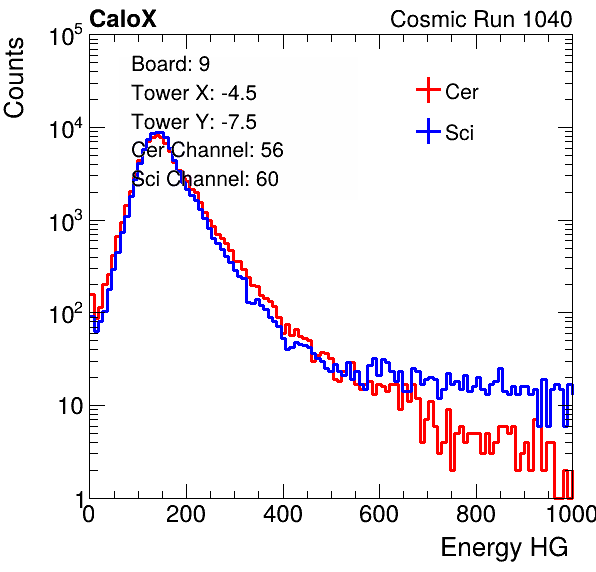 CaloX
Cosmic Run 1040
Counts
10^5
10^4
10^3
10^2
10
1
Board: 9
Tower X: -4.5
Tower Y: -7.5
Cer Channel: 56
Sci Channel: 60
Cer
Sci
0 200 400 600 800 1000
Energy HG